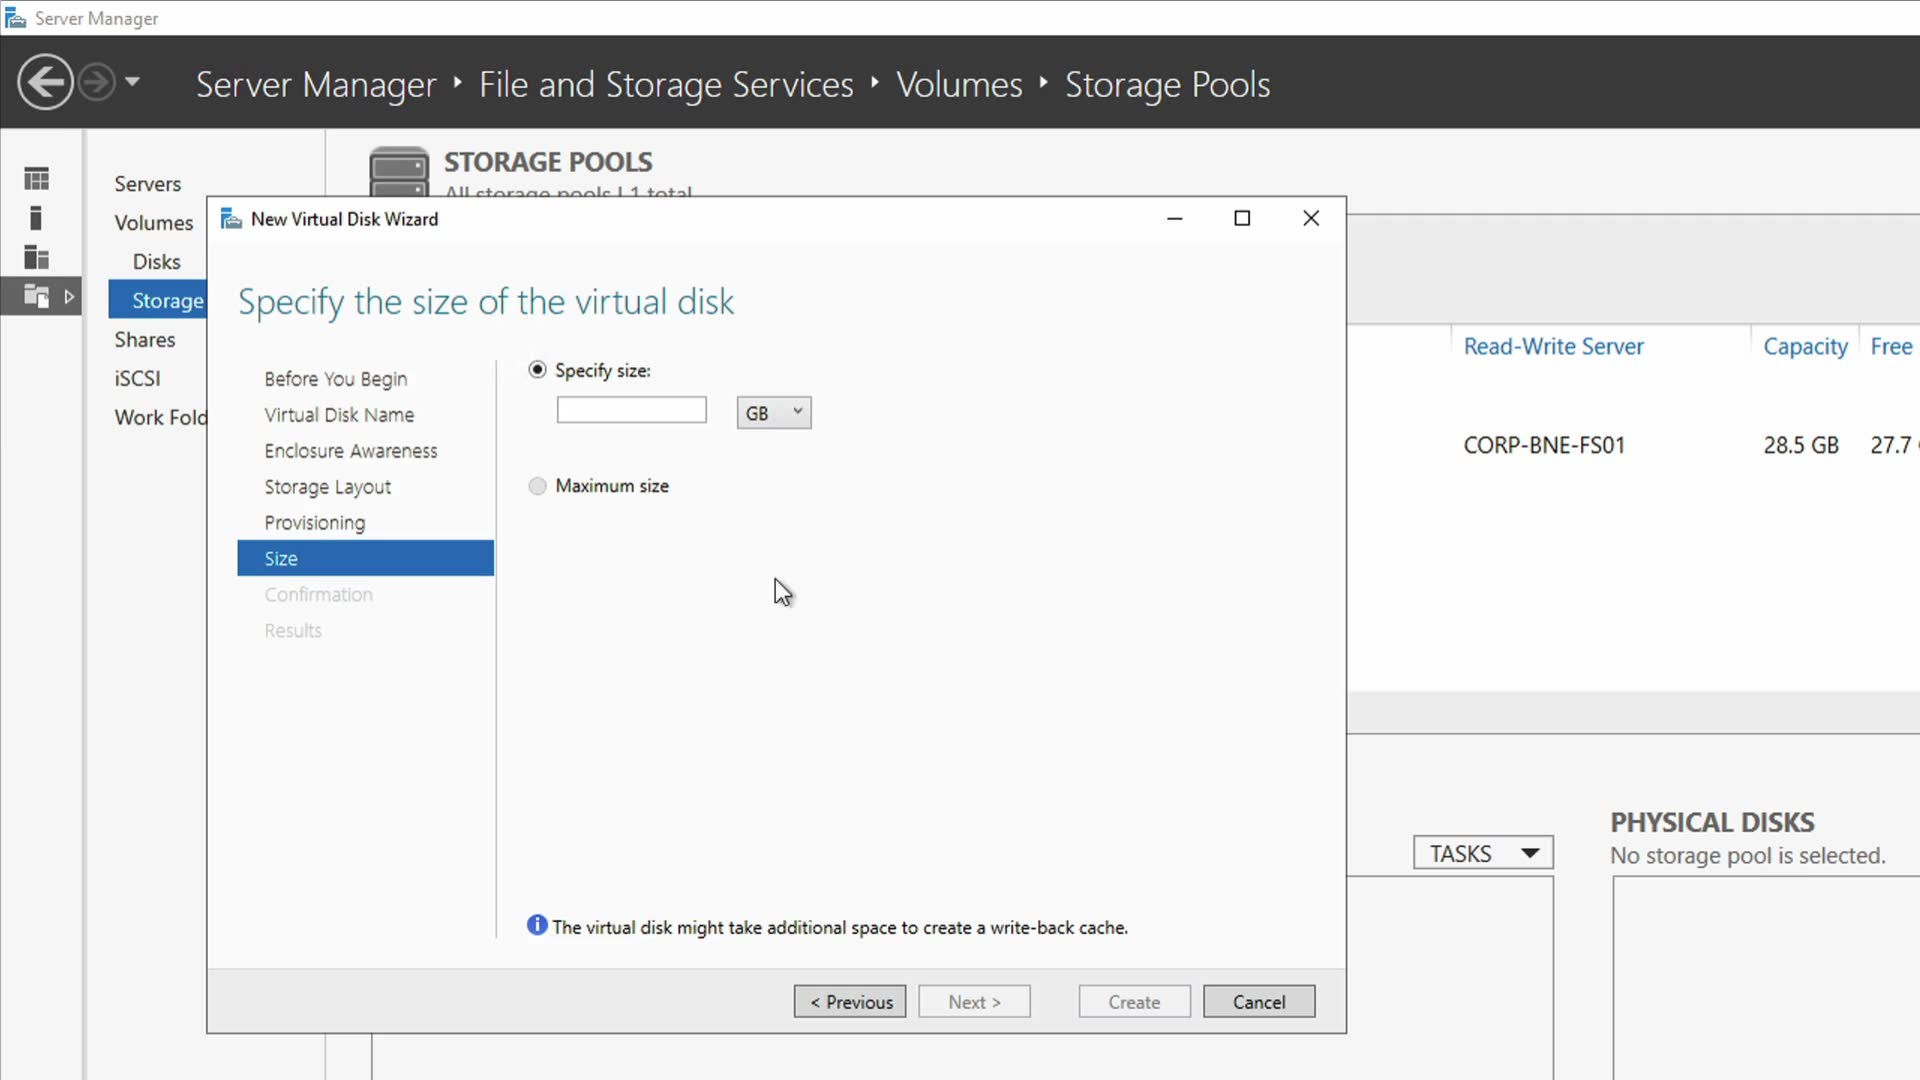 Server Manager
Server Manager ‣ File and Storage Services ‣ Volumes ‣ Storage Pools
Servers
Volumes
Disks
Storage
Shares
iSCSI
Work Fold
STORAGE POOLS
All storage pools | 1 total
New Virtual Disk Wizard
Specify the size of the virtual disk
Before You Begin
Virtual Disk Name
Enclosure Awareness
Storage Layout
Provisioning
Size
Confirmation
Results
Specify size:
GB
Maximum size
The virtual disk might take additional space to create a write-back cache.
< Previous
Next >
Create
Cancel
Read-Write Server Capacity Free
CORP-BNE-FS01 28.5 GB 27.7
TASKS
PHYSICAL DISKS
No storage pool is selected.